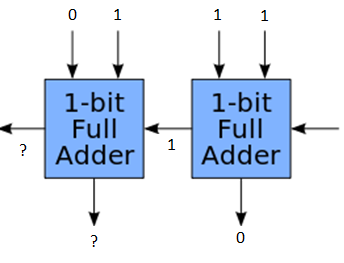 0 1 1 1
1-bit Full Adder
1-bit Full Adder
? 1
? 0